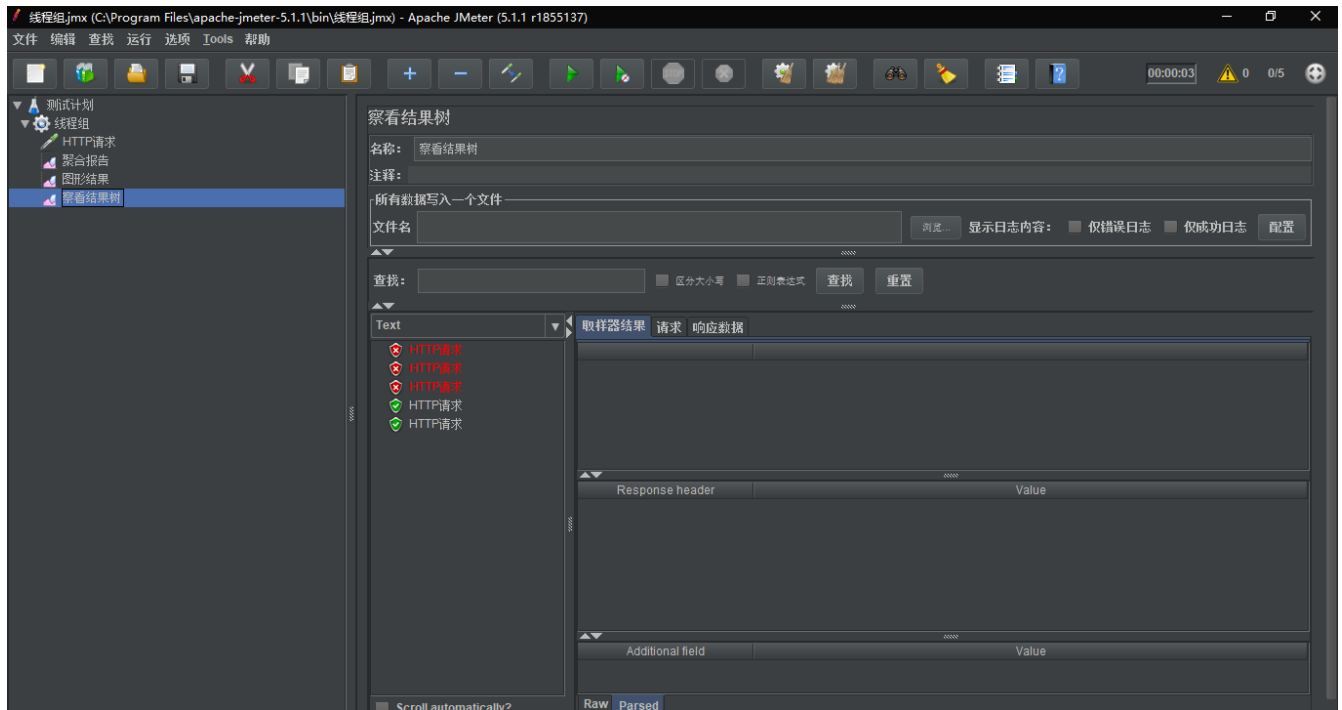 线程组.jmx (C:\Program Files\apache-jmeter-5.1.1\bin\线程组.jmx) - Apache JMeter (5.1.1 r1855137)
文件 编辑 查找 运行 选项 Tools 帮助
00:00:03 0 0/5
测试计划
线程组
HTTP请求
聚合报告
图形结果
察看结果树
察看结果树
名称： 察看结果树
注释：
所有数据写入一个文件
文件名 浏览... 显示日志内容： 仅错误日志 仅成功日志 配置
查找： 区分大小写 正则表达式 查找 重置
Text 取样器结果 请求 响应数据
HTTP请求
HTTP请求
HTTP请求
HTTP请求
HTTP请求
Response header Value
Additional field Value
Scroll automatically? Raw Parsed